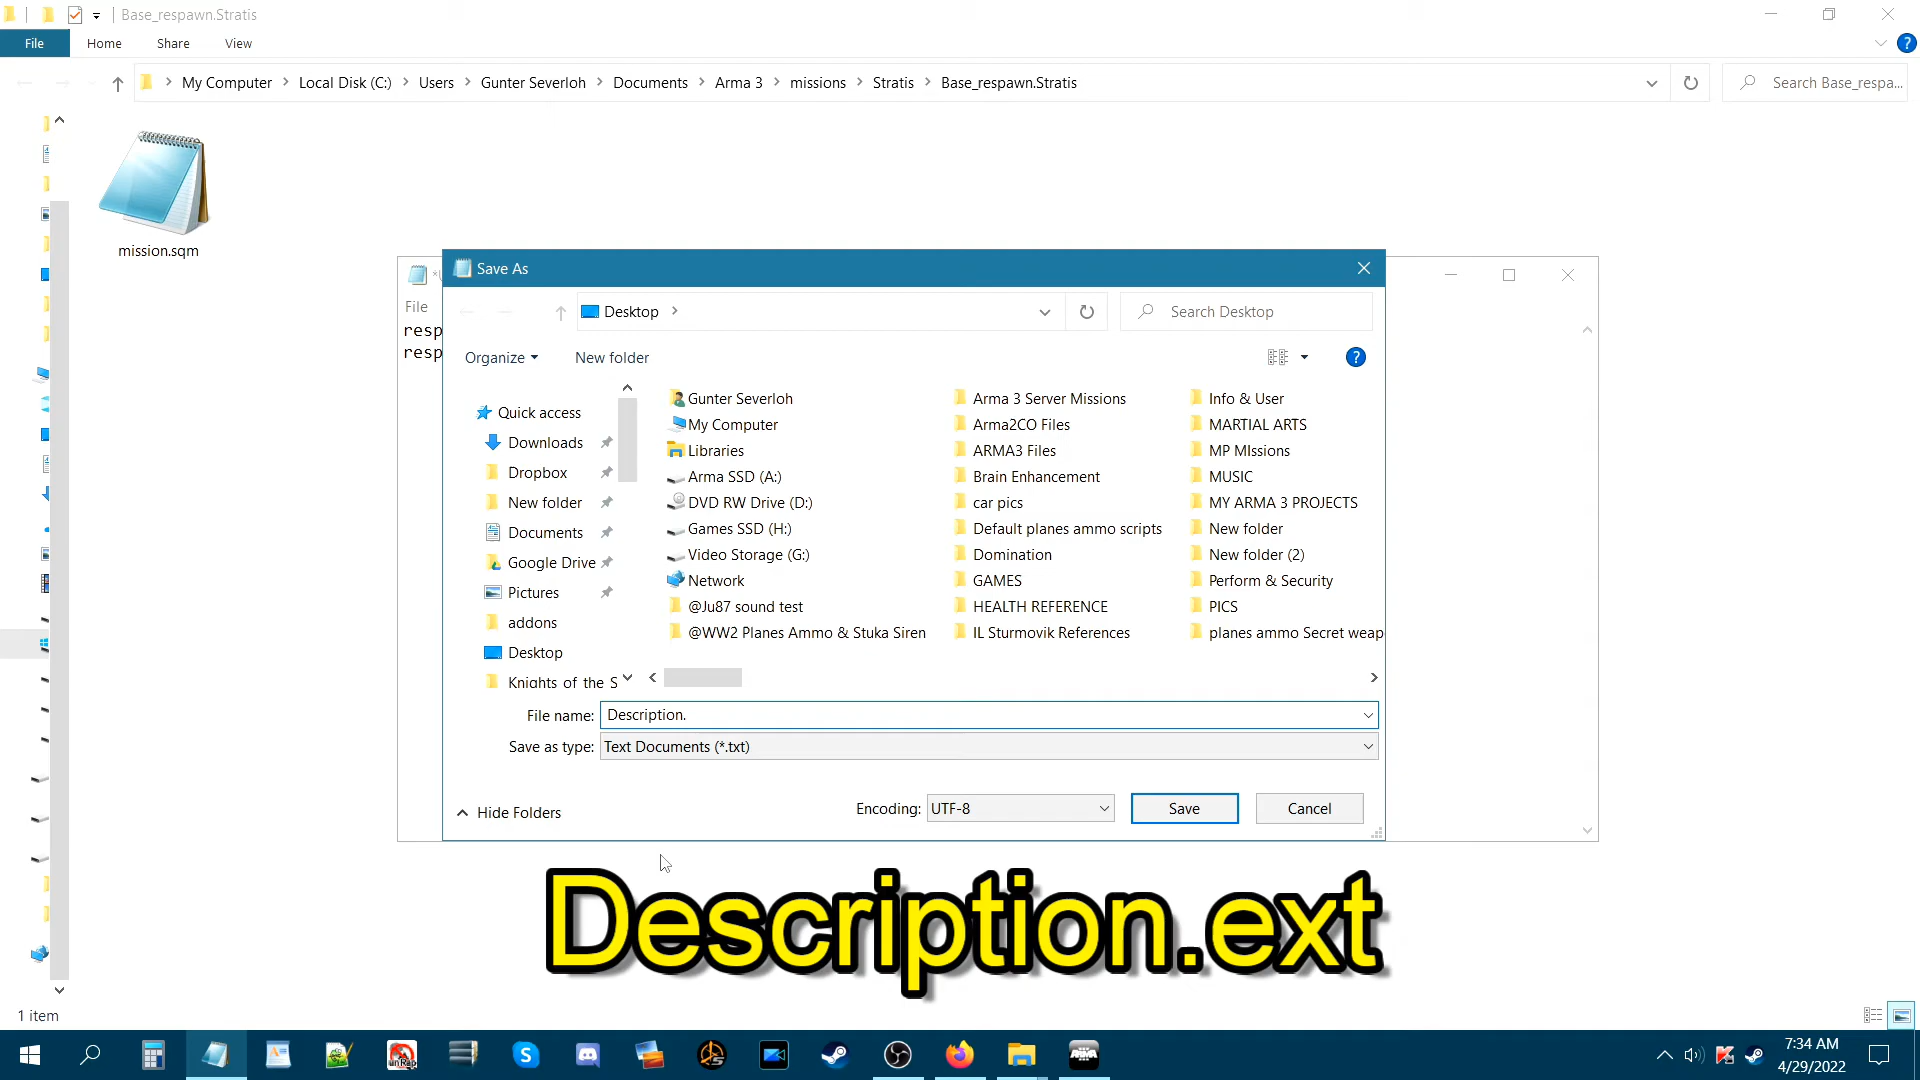 Base_respawn.Stratis
File Home Share View
My Computer Local Disk (C:) Users Gunter Severloh Documents Arma 3 missions Stratis Base_respawn.Stratis
Search Base_respa...
mission.sqm
Save As
File
resp
resp
Desktop
Search Desktop
Organize New folder
Quick access
Downloads
Dropbox
New folder
Documents
Google Drive
Pictures
addons
Desktop
Knights of the S
Gunter Severloh
My Computer
Libraries
Arma SSD (A:)
DVD RW Drive (D:)
Games SSD (H:)
Video Storage (G:)
Network
@Ju87 sound test
@WW2 Planes Ammo & Stuka Siren
Arma 3 Server Missions
Arma2CO Files
ARMA3 Files
Brain Enhancement
car pics
Default planes ammo scripts
Domination
GAMES
HEALTH REFERENCE
IL Sturmovik References
Info & User
MARTIAL ARTS
MP MIssions
MUSIC
MY ARMA 3 PROJECTS
New folder
New folder (2)
Perform & Security
PICS
planes ammo Secret weap
File name: Description.
Save as type: Text Documents (*.txt)
Hide Folders
Encoding: UTF-8
Save
Cancel
Description.ext
1 item
7:34 AM
4/29/2022